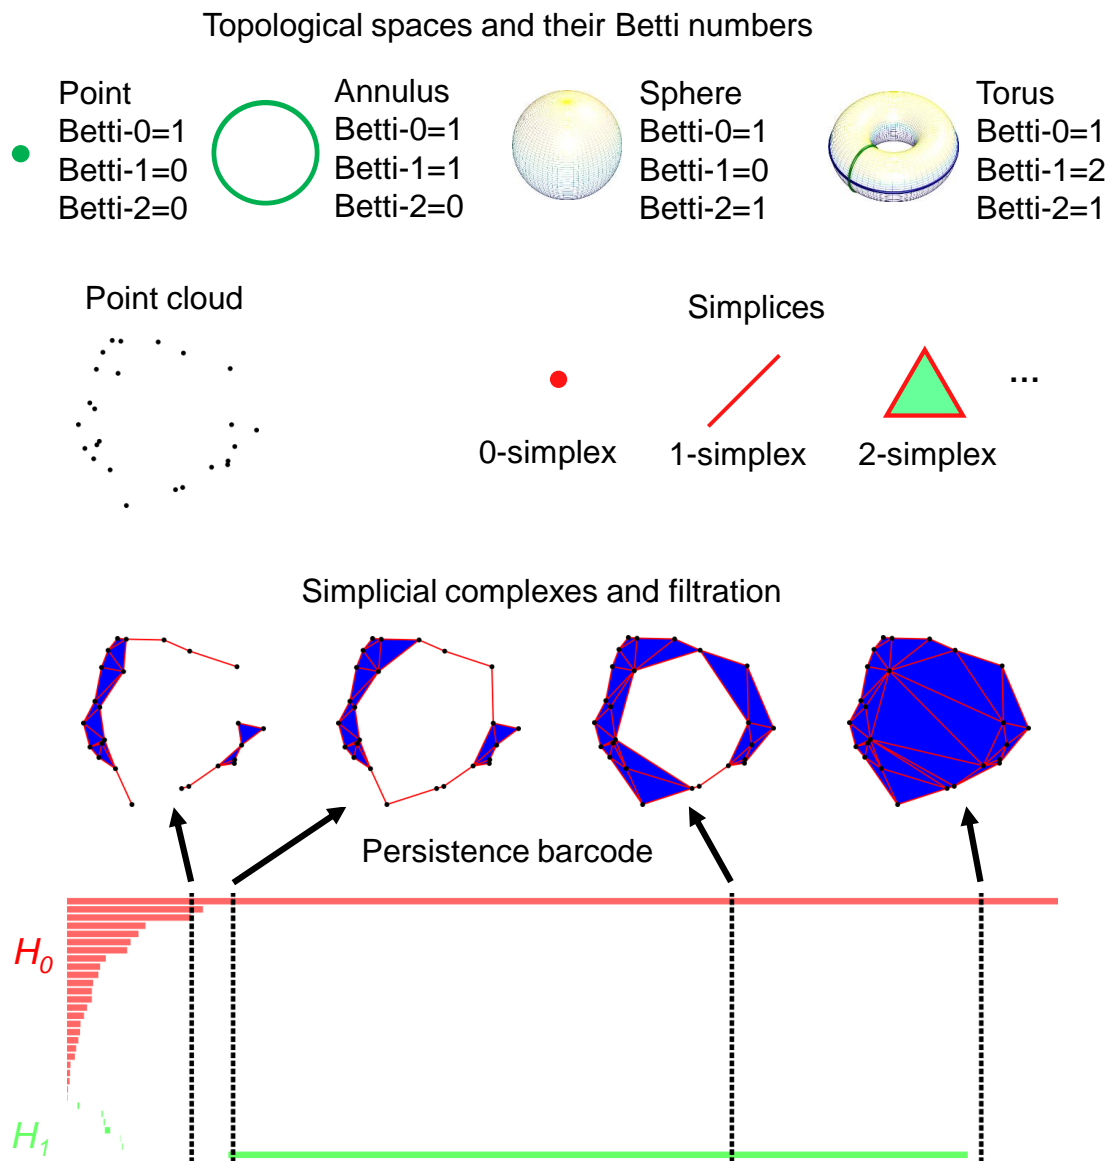 Topological spaces and their Betti numbers
Point
Betti-0=1
Betti-1=0
Betti-2=0
Annulus
Betti-0=1
Betti-1=1
Betti-2=0
Sphere
Betti-0=1
Betti-1=0
Betti-2=1
Torus
Betti-0=1
Betti-1=2
Betti-2=1
Point cloud
Simplices
...
0-simplex
1-simplex
2-simplex
Simplicial complexes and filtration
Persistence barcode
H0
H1